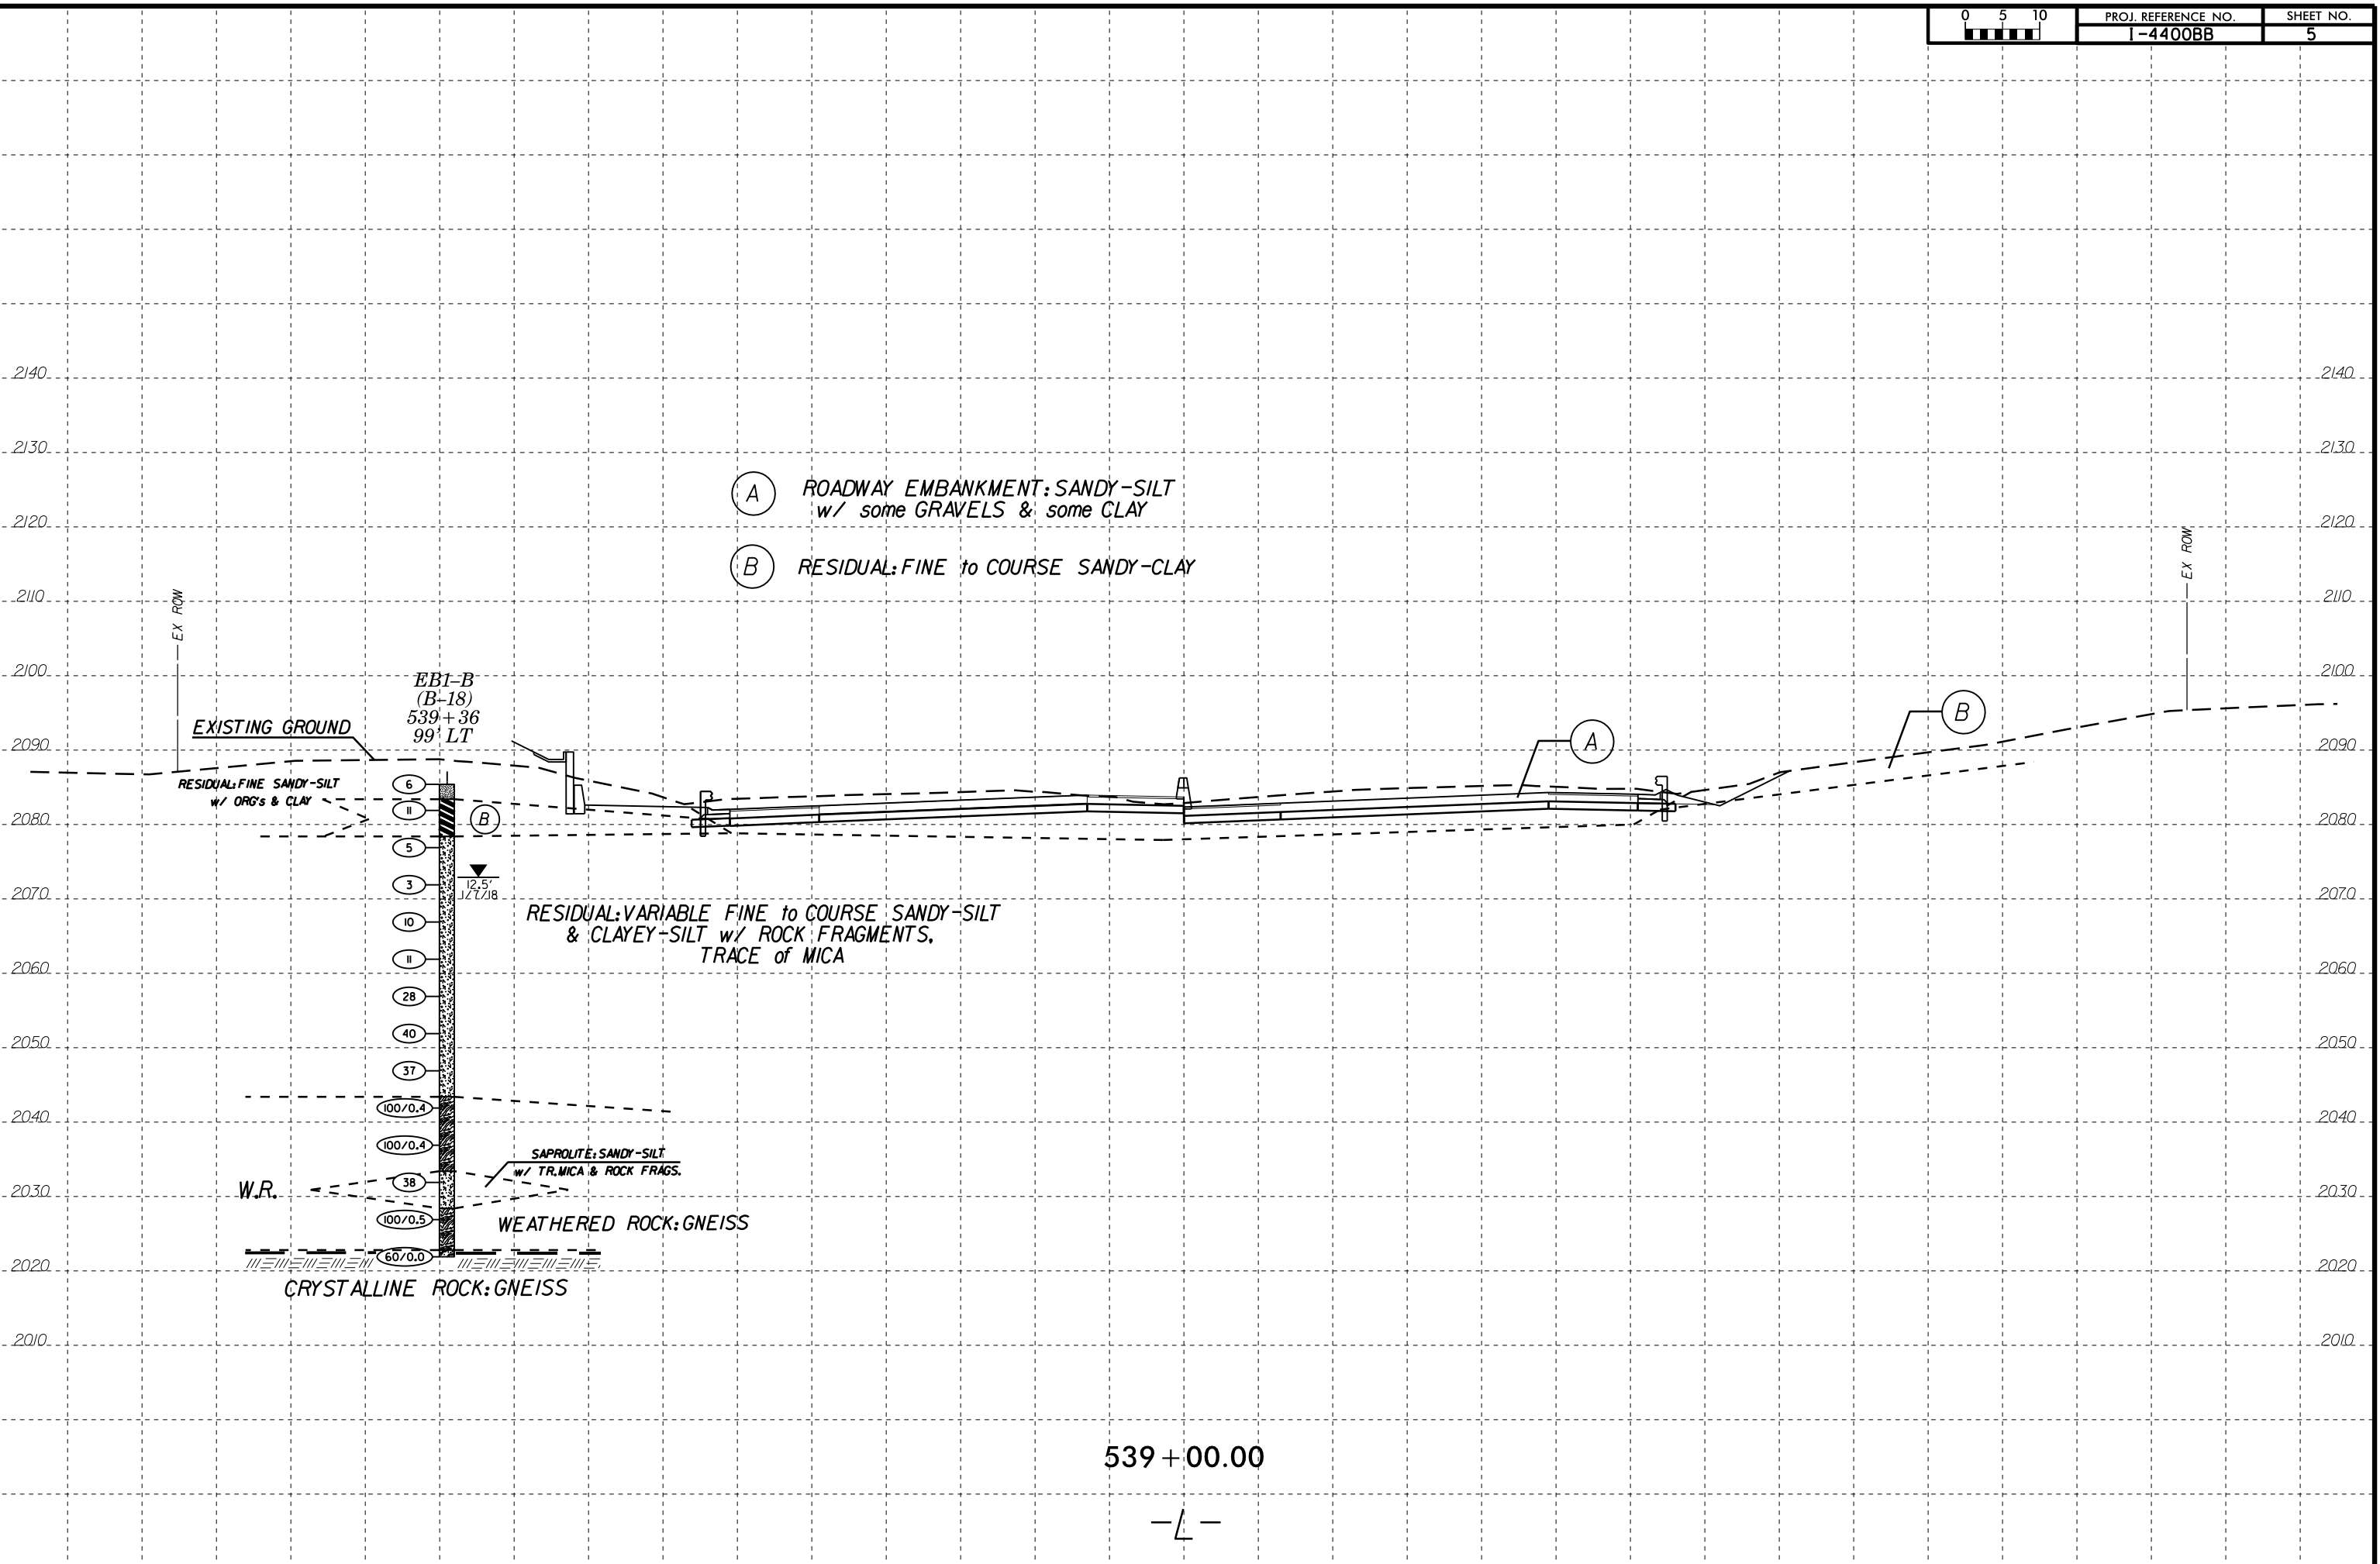 0 5 10
PROJ. REFERENCE NO.
SHEET NO.
I-4400BB
5
2140 2140
2130 2130
A ROADWAY EMBANKMENT: SANDY-SILT
w/ some GRAVELS & some CLAY
2120 2120
EX ROW
B RESIDUAL: FINE to COURSE SANDY-CLAY
2110 2110
EX ROW
2100 2100
EB1-B
(B-18)
539+36
99' LT
EXISTING GROUND
B
A
2090 2090
RESIDUAL: FINE SANDY-SILT
w/ ORG's & CLAY
6
11
B
2080 2080
5
3
12.5'
1/7/18
2070 2070
RESIDUAL: VARIABLE FINE to COURSE SANDY-SILT
& CLAYEY-SILT w/ ROCK FRAGMENTS,
TRACE of MICA
10
11
2060 2060
28
40
2050 2050
37
100/0.4
2040 2040
100/0.4
SAPROLITE: SANDY-SILT
w/ TR. MICA & ROCK FRAGS.
38
W.R.
2030 2030
100/0.5
WEATHERED ROCK: GNEISS
60/0.0
2020 2020
CRYSTALLINE ROCK: GNEISS
2010 2010
539+00.00
-L-